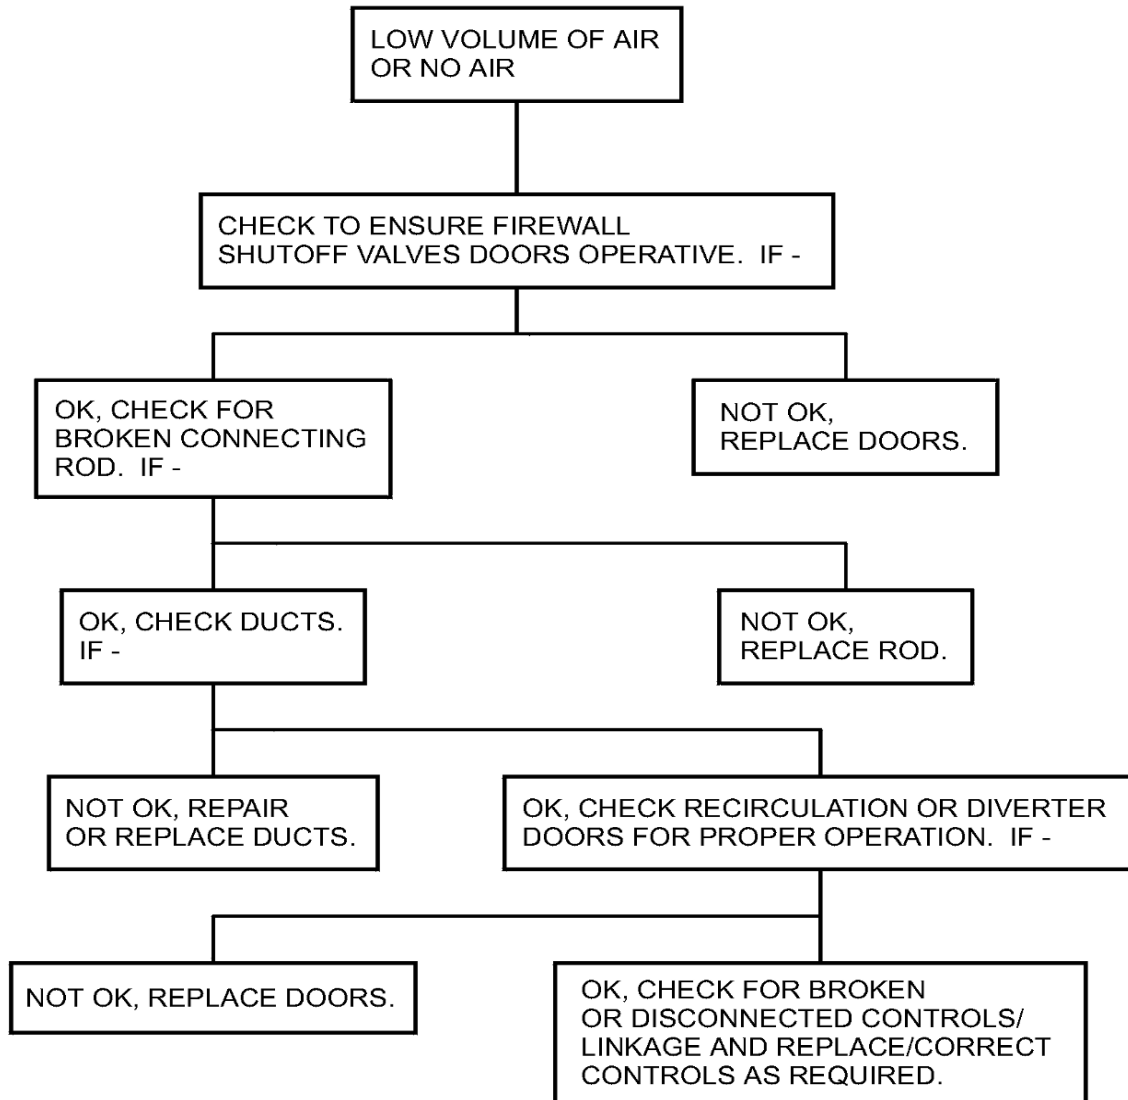 LOW VOLUME OF AIR
OR NO AIR
CHECK TO ENSURE FIREWALL
SHUTOFF VALVES DOORS OPERATIVE. IF -
OK, CHECK FOR
BROKEN CONNECTING
ROD. IF -
NOT OK,
REPLACE DOORS.
OK, CHECK DUCTS.
IF -
NOT OK,
REPLACE ROD.
NOT OK, REPAIR
OR REPLACE DUCTS.
OK, CHECK RECIRCULATION OR DIVERTER
DOORS FOR PROPER OPERATION. IF -
NOT OK, REPLACE DOORS.
OK, CHECK FOR BROKEN
OR DISCONNECTED CONTROLS/
LINKAGE AND REPLACE/CORRECT
CONTROLS AS REQUIRED.